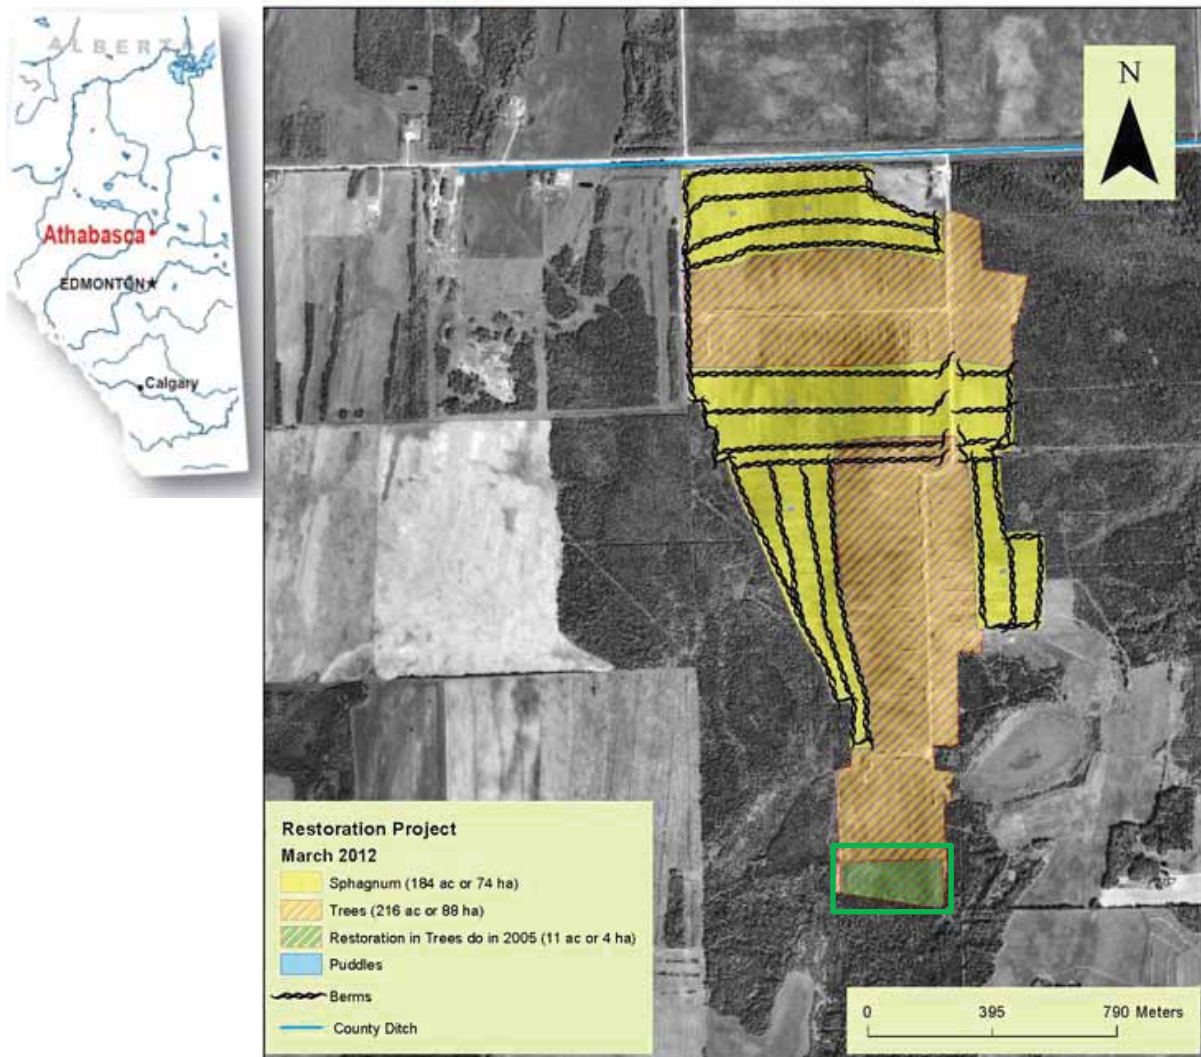 ALBERTA
Athabasca
EDMONTON
Calgary
N
Restoration Project
March 2012
Sphagnum (184 ac or 74 ha)
Trees (216 ac or 88 ha)
Restoration in Trees do in 2005 (11 ac or 4 ha)
Puddles
Berms
County Ditch
0 395 790 Meters